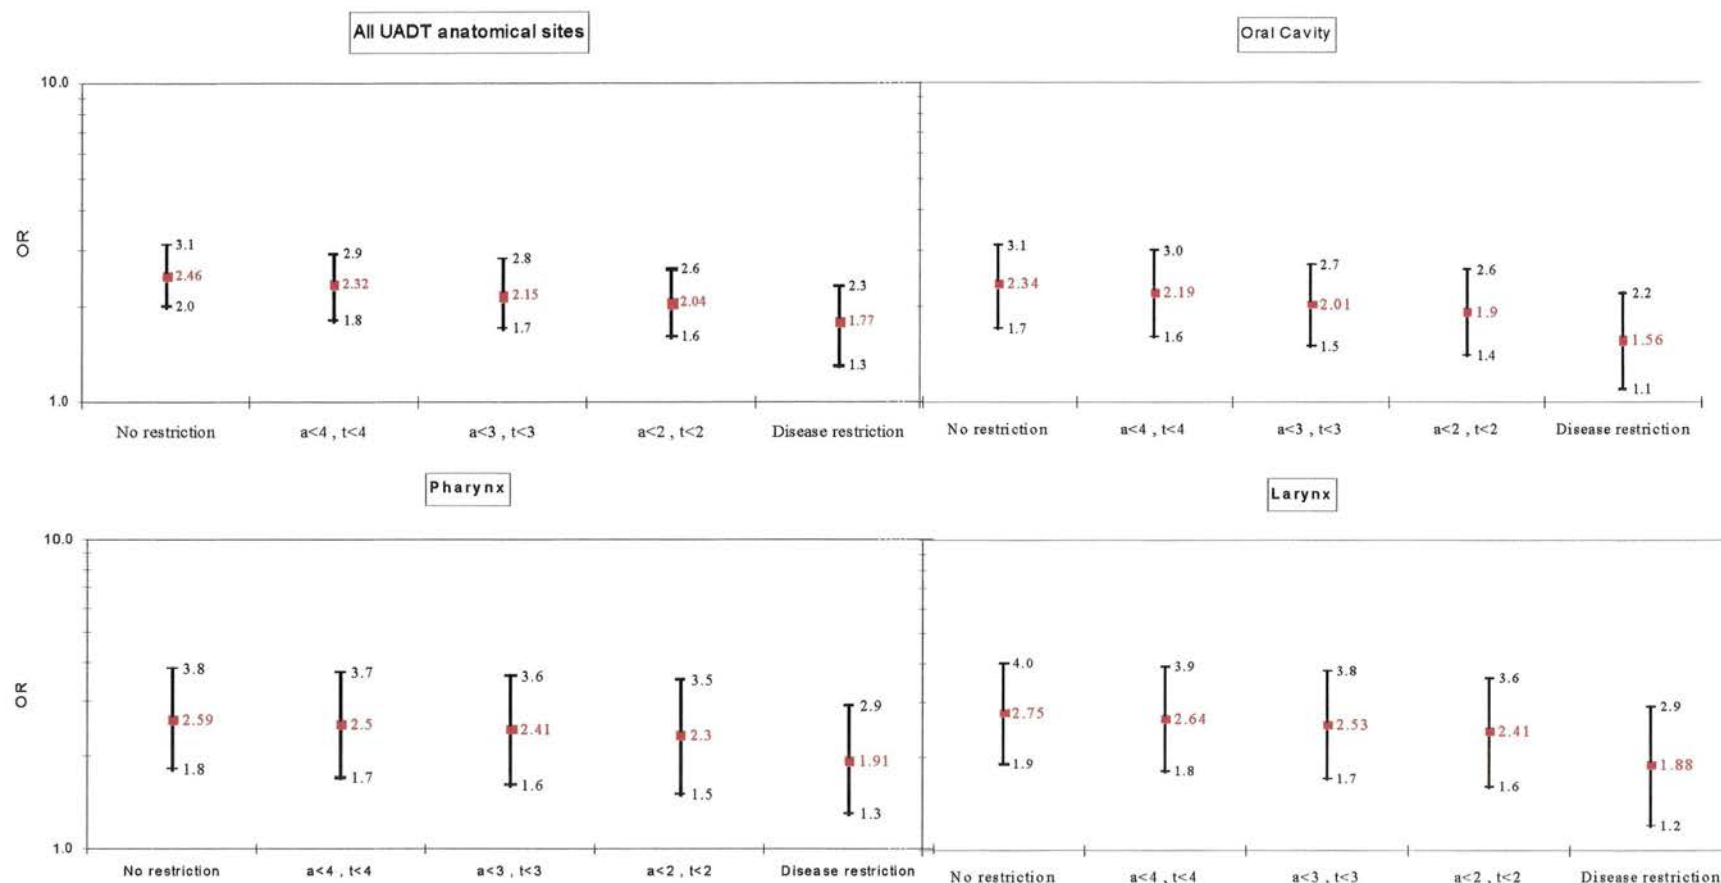 All UADT anatomical sites
Oral Cavity
10.0
OR
3.1
2.46
2.0
2.9
2.32
1.8
2.8
2.15
1.7
2.6
2.04
1.6
2.3
1.77
1.3
3.1
2.34
1.7
3.0
2.19
1.6
2.7
2.01
1.5
2.6
1.9
1.4
2.2
1.56
1.1
1.0
No restriction
a<4 , t<4
a<3 , t<3
a<2 , t<2
Disease restriction
No restriction
a<4 , t<4
a<3 , t<3
a<2 , t<2
Disease restriction
Pharynx
Larynx
10.0
OR
3.8
2.59
1.8
3.7
2.5
1.7
3.6
2.41
1.6
3.5
2.3
1.5
2.9
1.91
1.3
4.0
2.75
1.9
3.9
2.64
1.8
3.8
2.53
1.7
3.6
2.41
1.6
2.9
1.88
1.2
1.0
No restriction
a<4 , t<4
a<3 , t<3
a<2 , t<2
Disease restriction
No restriction
a<4 , t<4
a<3 , t<3
a<2 , t<2
Disease restriction